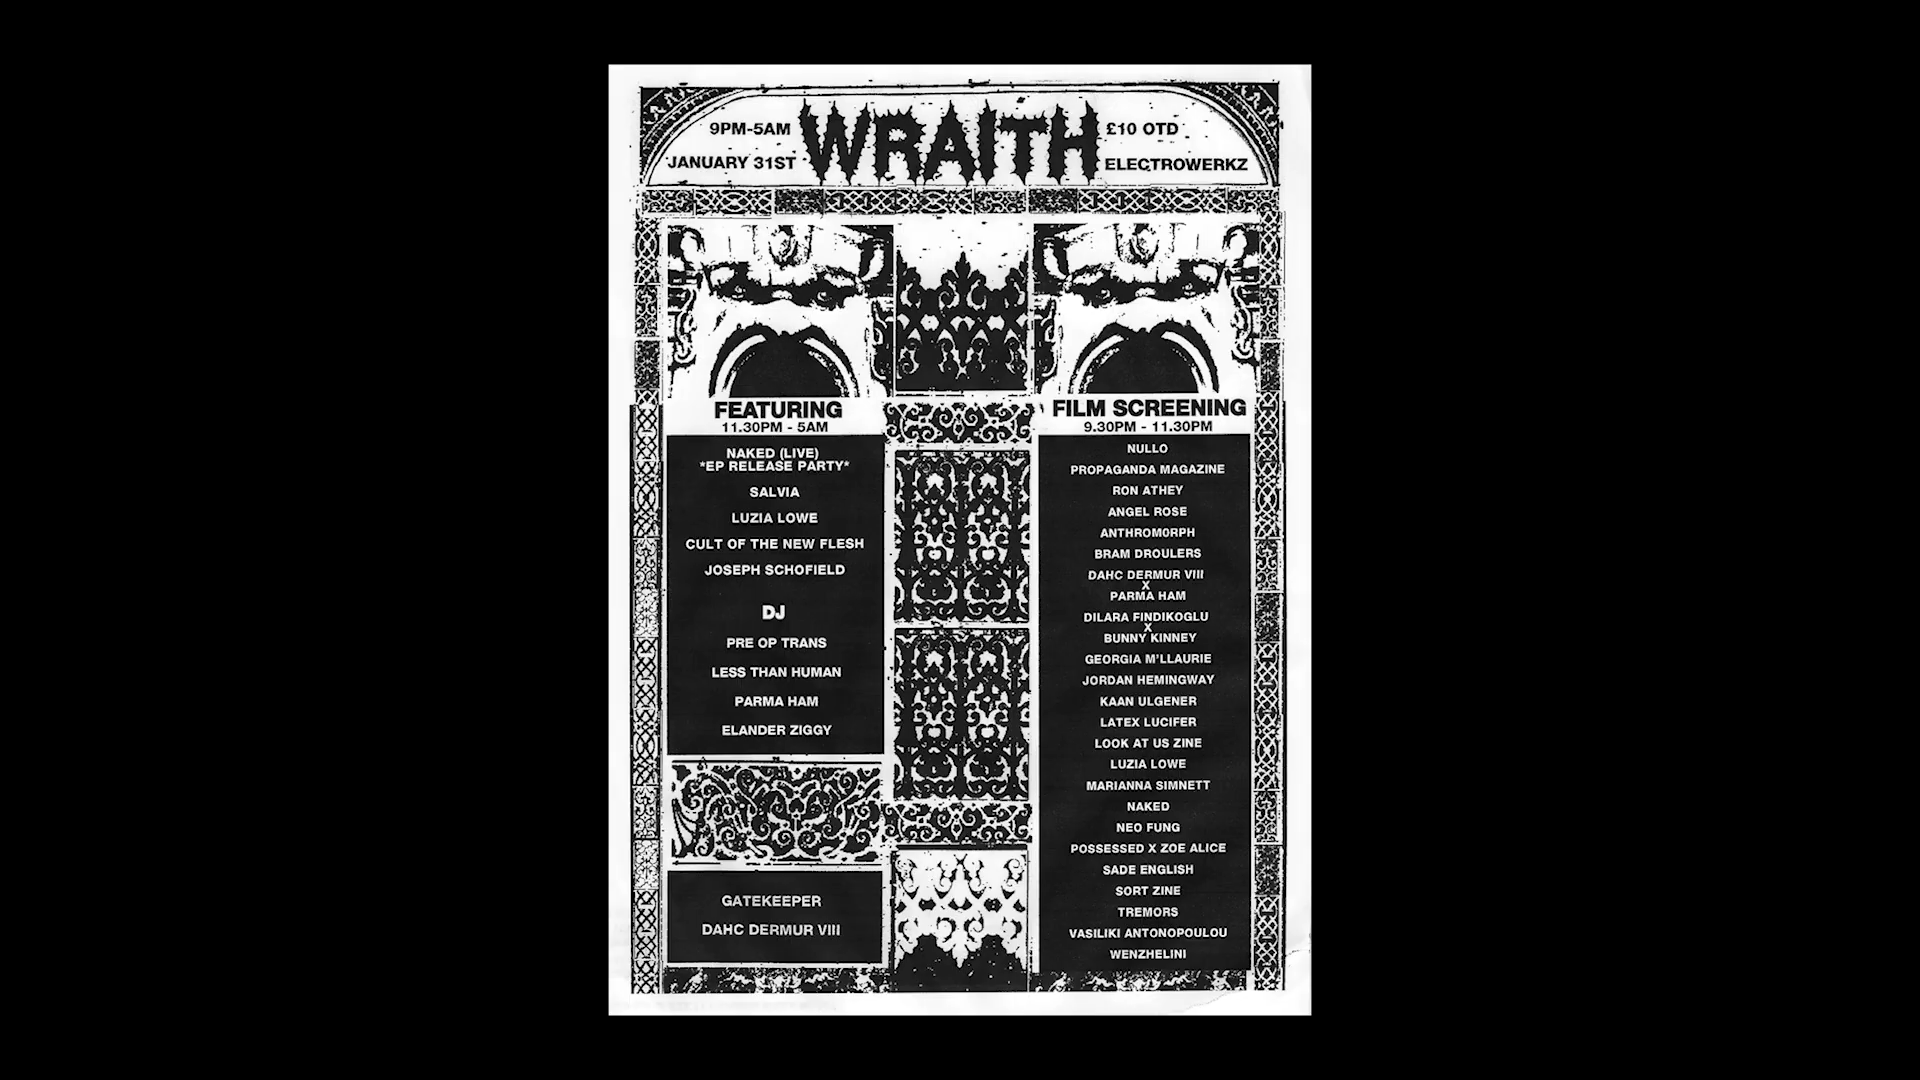 9PM-5AM
JANUARY 31ST
WRAITH
£10 OTD
ELECTROWERKZ
FEATURING
11.30PM - 5AM
NAKED (LIVE)
*EP RELEASE PARTY*
SALVIA
LUZIA LOWE
CULT OF THE NEW FLESH
JOSEPH SCHOFIELD
DJ
PRE OP TRANS
LESS THAN HUMAN
PARMA HAM
ELANDER ZIGGY
GATEKEEPER
DAHC DERMUR VIII
FILM SCREENING
9.30PM - 11.30PM
NULLO
PROPAGANDA MAGAZINE
RON ATHEY
ANGEL ROSE
ANTHROM0RPH
BRAM DROULERS
DAHC DERMUR VIII
X
PARMA HAM
DILARA FINDIKOGLU
X
BUNNY KINNEY
GEORGIA M'LLAURIE
JORDAN HEMINGWAY
KAAN ULGENER
LATEX LUCIFER
LOOK AT US ZINE
LUZIA LOWE
MARIANNA SIMNETT
NAKED
NEO FUNG
POSSESSED X ZOE ALICE
SADE ENGLISH
SORT ZINE
TREMORS
VASILIKI ANTONOPOULOU
WENZHELINI